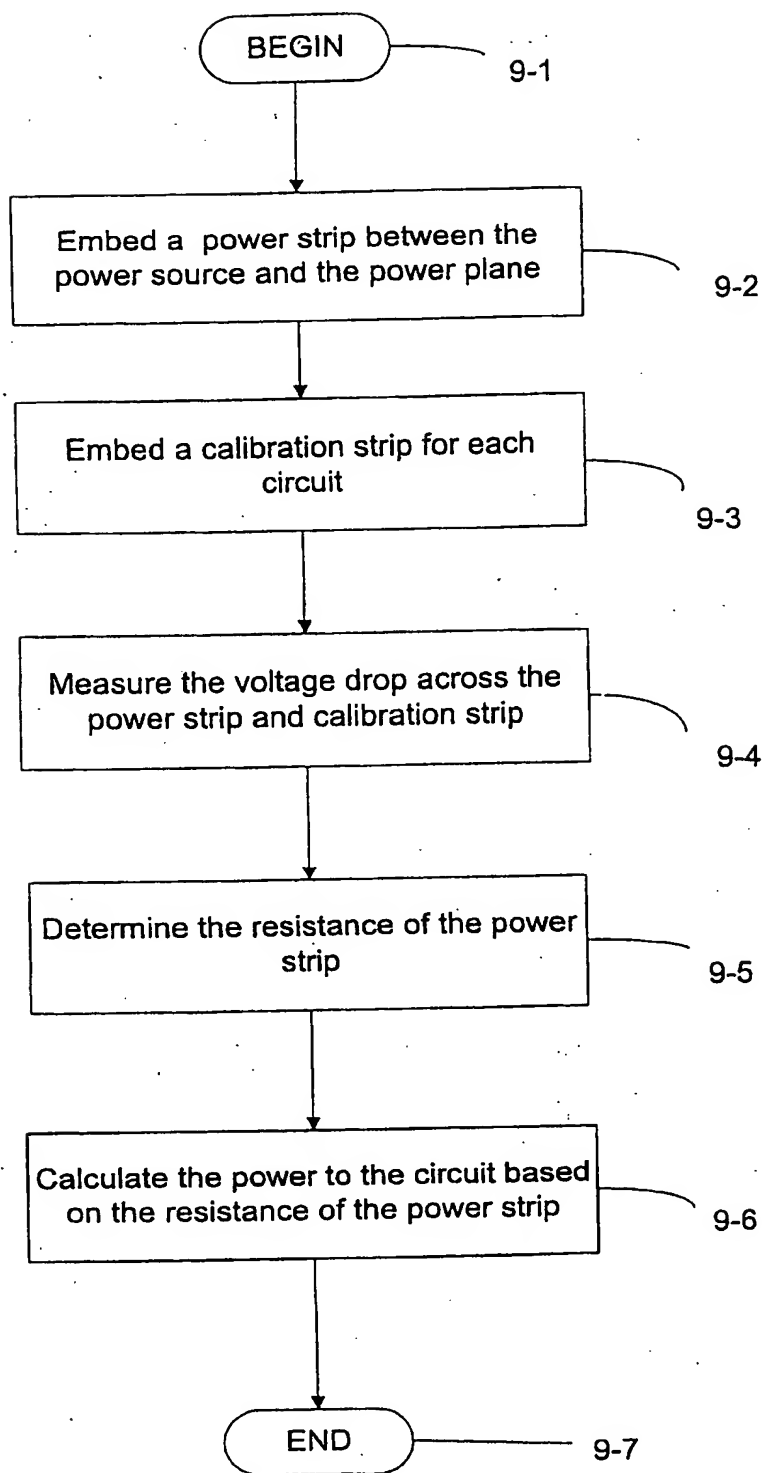 BEGIN
9-1
Embed a power strip between the
power source and the power plane
9-2
Embed a calibration strip for each
circuit
9-3
Measure the voltage drop across the
power strip and calibration strip
9-4
Determine the resistance of the power
strip
9-5
Calculate the power to the circuit based
on the resistance of the power strip
9-6
END
9-7